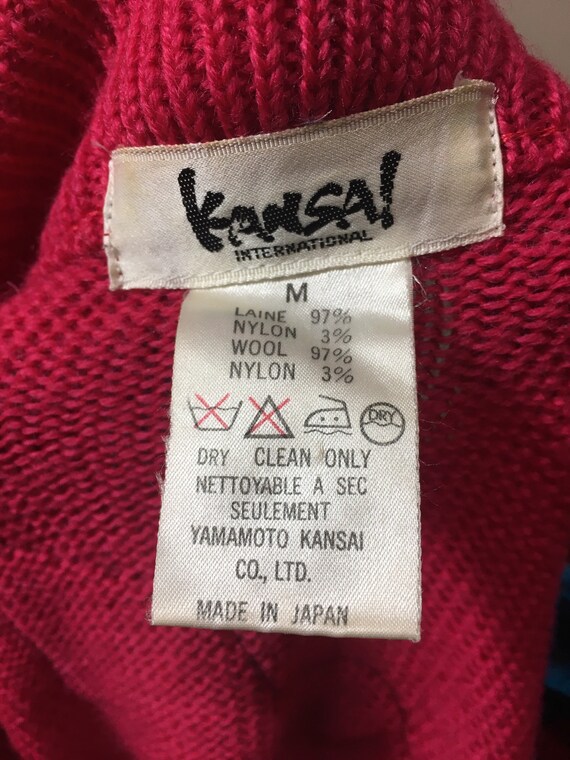 KANSAI
INTERNATIONAL
M
LAINE 97%
NYLON 3%
WOOL 97%
NYLON 3%
DRY
DRY CLEAN ONLY
NETTOYABLE A SEC
SEULEMENT
YAMAMOTO KANSAI
CO., LTD.
MADE IN JAPAN